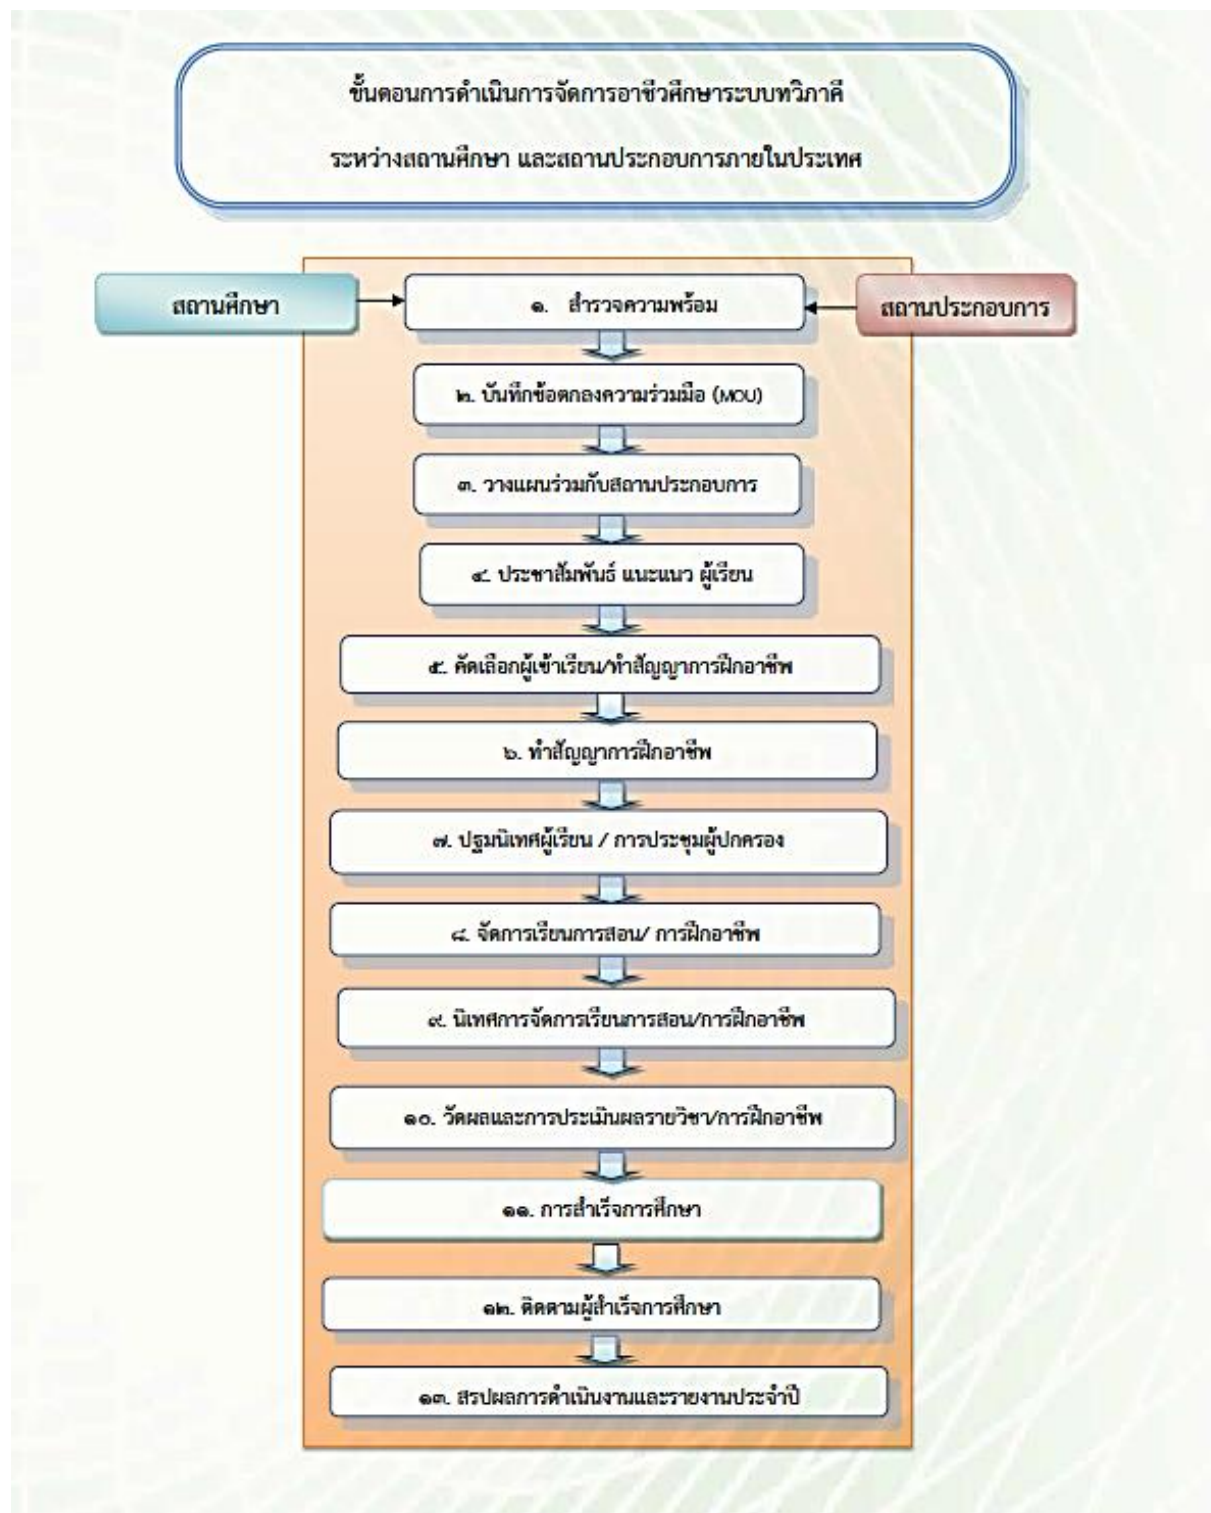 ขั้นตอนการดำเนินการจัดการอาชีวศึกษาระบบทวิภาคี
ระหว่างสถานศึกษา และสถานประกอบการภายในประเทศ
สถานศึกษา
๑. สำรวจความพร้อม
สถานประกอบการ
๒. บันทึกข้อตกลงความร่วมมือ (MOU)
๓. วางแผนร่วมกับสถานประกอบการ
๔. ประชาสัมพันธ์ แนะแนว ผู้เรียน
๕. คัดเลือกผู้เข้าเรียน/ทำสัญญาการฝึกอาชีพ
๖. ทำสัญญาการฝึกอาชีพ
๗. ปฐมนิเทศผู้เรียน / การประชุมผู้ปกครอง
๘. จัดการเรียนการสอน/ การฝึกอาชีพ
๙. นิเทศการจัดการเรียนการสอน/การฝึกอาชีพ
๑๐. วัดผลและการประเมินผลรายวิชา/การฝึกอาชีพ
๑๑. การสำเร็จการศึกษา
๑๒. ติดตามผู้สำเร็จการศึกษา
๑๓. สรุปผลการดำเนินงานและรายงานประจำปี